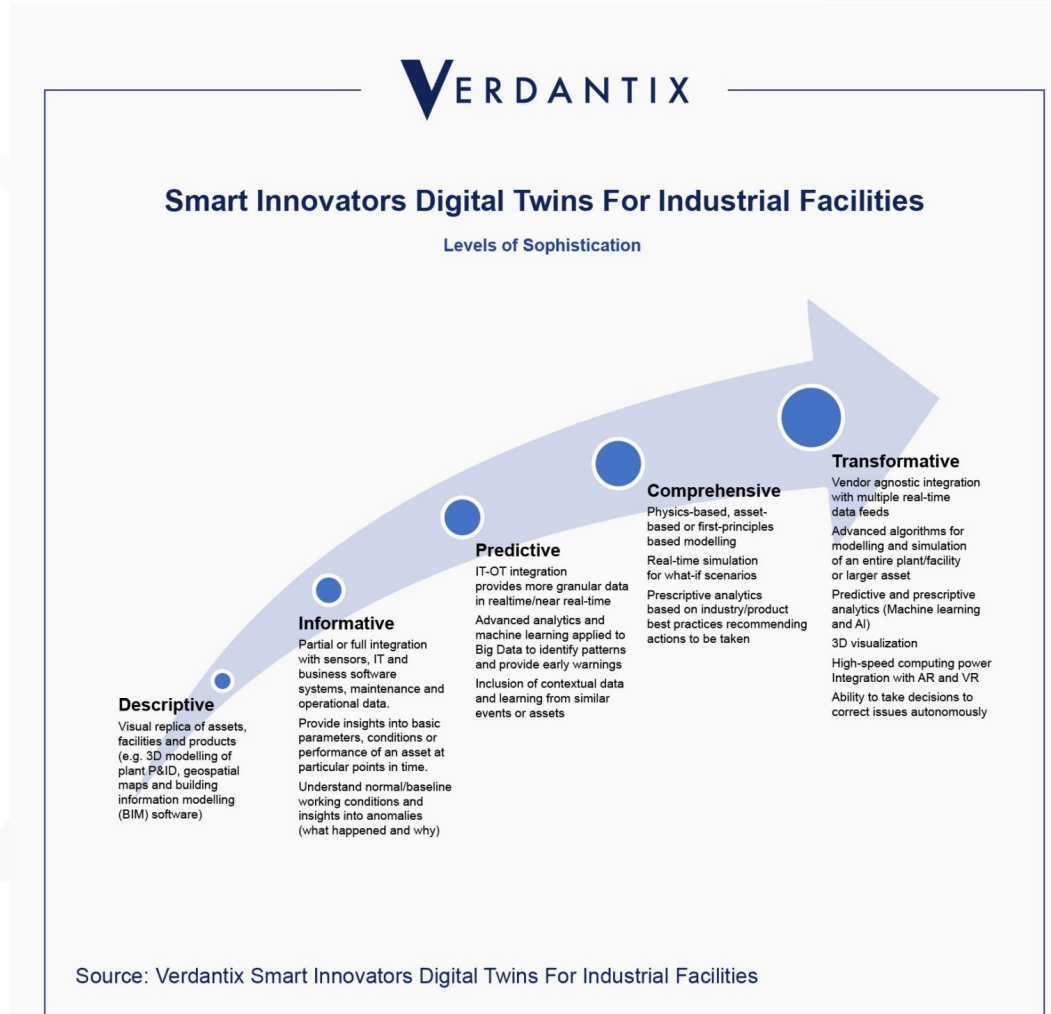 VERDANTIX
Smart Innovators Digital Twins For Industrial Facilities
Levels of Sophistication
Descriptive
Visual replica of assets,
facilities and products
(e.g. 3D modelling of
plant P&ID, geospatial
maps and building
information modelling
(BIM) software)
Informative
Partial or full integration
with sensors, IT and
business software
systems, maintenance and
operational data.
Provide insights into basic
parameters, conditions or
performance of an asset at
particular points in time.
Understand normal/baseline
working conditions and
insights into anomalies
(what happened and why)
Predictive
IT-OT integration
provides more granular data
in realtime/near real-time
Advanced analytics and
machine learning applied to
Big Data to identify patterns
and provide early warnings
Inclusion of contextual data
and learning from similar
events or assets
Comprehensive
Physics-based, asset-
based or first-principles
based modelling
Real-time simulation
for what-if scenarios
Prescriptive analytics
based on industry/product
best practices recommending
actions to be taken
Transformative
Vendor agnostic integration
with multiple real-time
data feeds
Advanced algorithms for
modelling and simulation
of an entire plant/facility
or larger asset
Predictive and prescriptive
analytics (Machine learning
and AI)
3D visualization
High-speed computing power
Integration with AR and VR
Ability to take decisions to
correct issues autonomously
Source: Verdantix Smart Innovators Digital Twins For Industrial Facilities